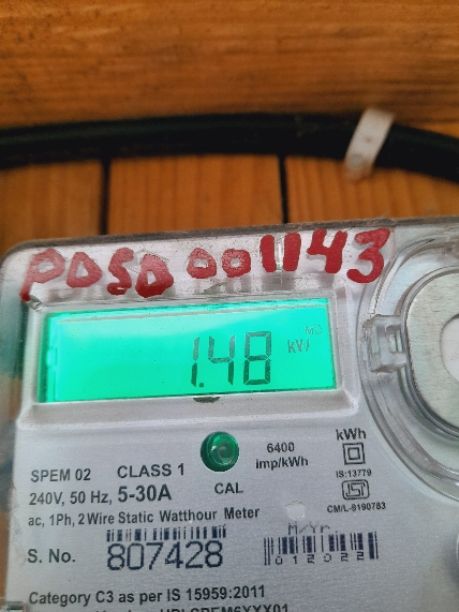 PDSD001143
MD
1.48 kW
6400 imp/kWh
kWh
IS:13779
SPEM 02 CLASS 1
240V, 50 Hz, 5-30A CAL
CM/L-8190783
ac, 1Ph, 2 Wire Static Watthour Meter
M/Yr
S. No. 807428
012022
Category C3 as per IS 15959:2011